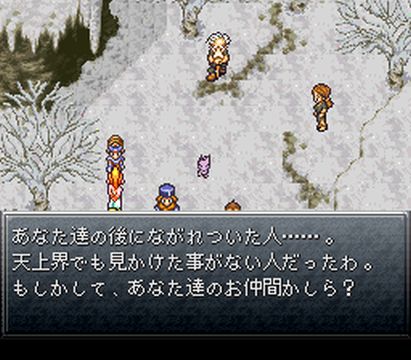 あなた達の後にながれついた人……。
天上界でも見かけた事がない人だったわ。
もしかして、あなた達のお仲間かしら？